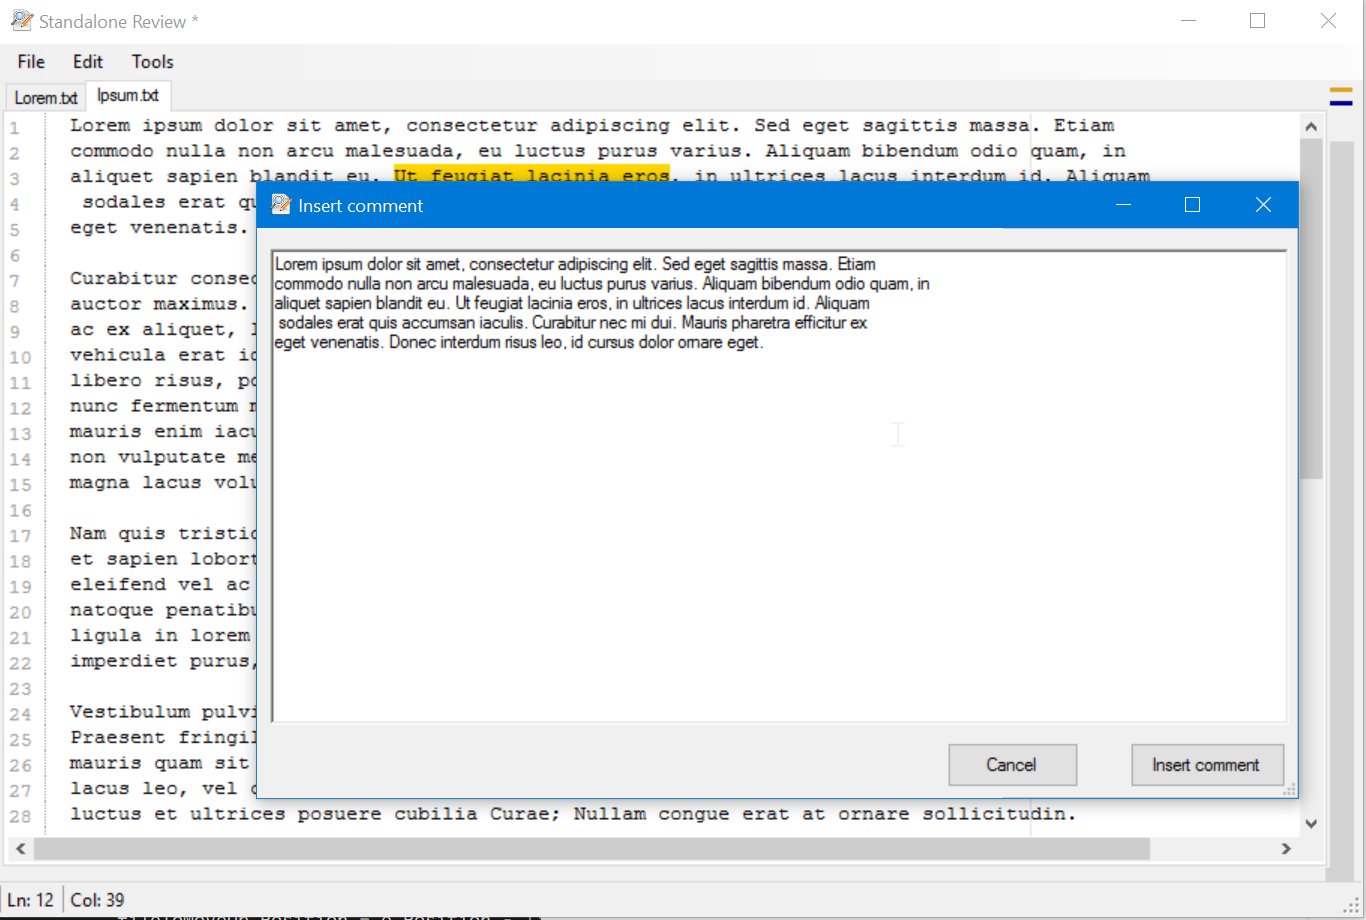 Standalone Review *
File Edit Tools
Lorem.txt Ipsum.txt
1 Lorem ipsum dolor sit amet, consectetur adipiscing elit. Sed eget sagittis massa. Etiam
2 commodo nulla non arcu malesuada, eu luctus purus varius. Aliquam bibendum odio quam, in
3 aliquet sapien blandit eu. Ut feugiat lacinia eros, in ultrices lacus interdum id. Aliquam
4 sodales erat qu
5 eget venenatis.
6
7 Curabitur consec
8 auctor maximus.
9 ac ex aliquet,
10 vehicula erat
11 libero risus,
12 nunc fermentum
13 mauris enim iacu
14 non vulputate me
15 magna lacus volu
16
17 Nam quis tristic
18 et sapien lobort
19 eleifend vel ac
20 natoque penatibu
21 ligula in lorem
22 imperdiet purus,
23
24 Vestibulum pulvi
25 Praesent fringil
26 mauris quam sit
27 lacus leo, vel
28 luctus et ultrices posuere cubilia Curae; Nullam congue erat at ornare sollicitudin.
Insert comment
Lorem ipsum dolor sit amet, consectetur adipiscing elit. Sed eget sagittis massa. Etiam
commodo nulla non arcu malesuada, eu luctus purus varius. Aliquam bibendum odio quam, in
aliquet sapien blandit eu. Ut feugiat lacinia eros, in ultrices lacus interdum id. Aliquam
sodales erat quis accumsan iaculis. Curabitur nec mi dui. Mauris pharetra efficitur ex
eget venenatis. Donec interdum risus leo, id cursus dolor ornare eget.
Cancel Insert comment
Ln: 12 Col: 39